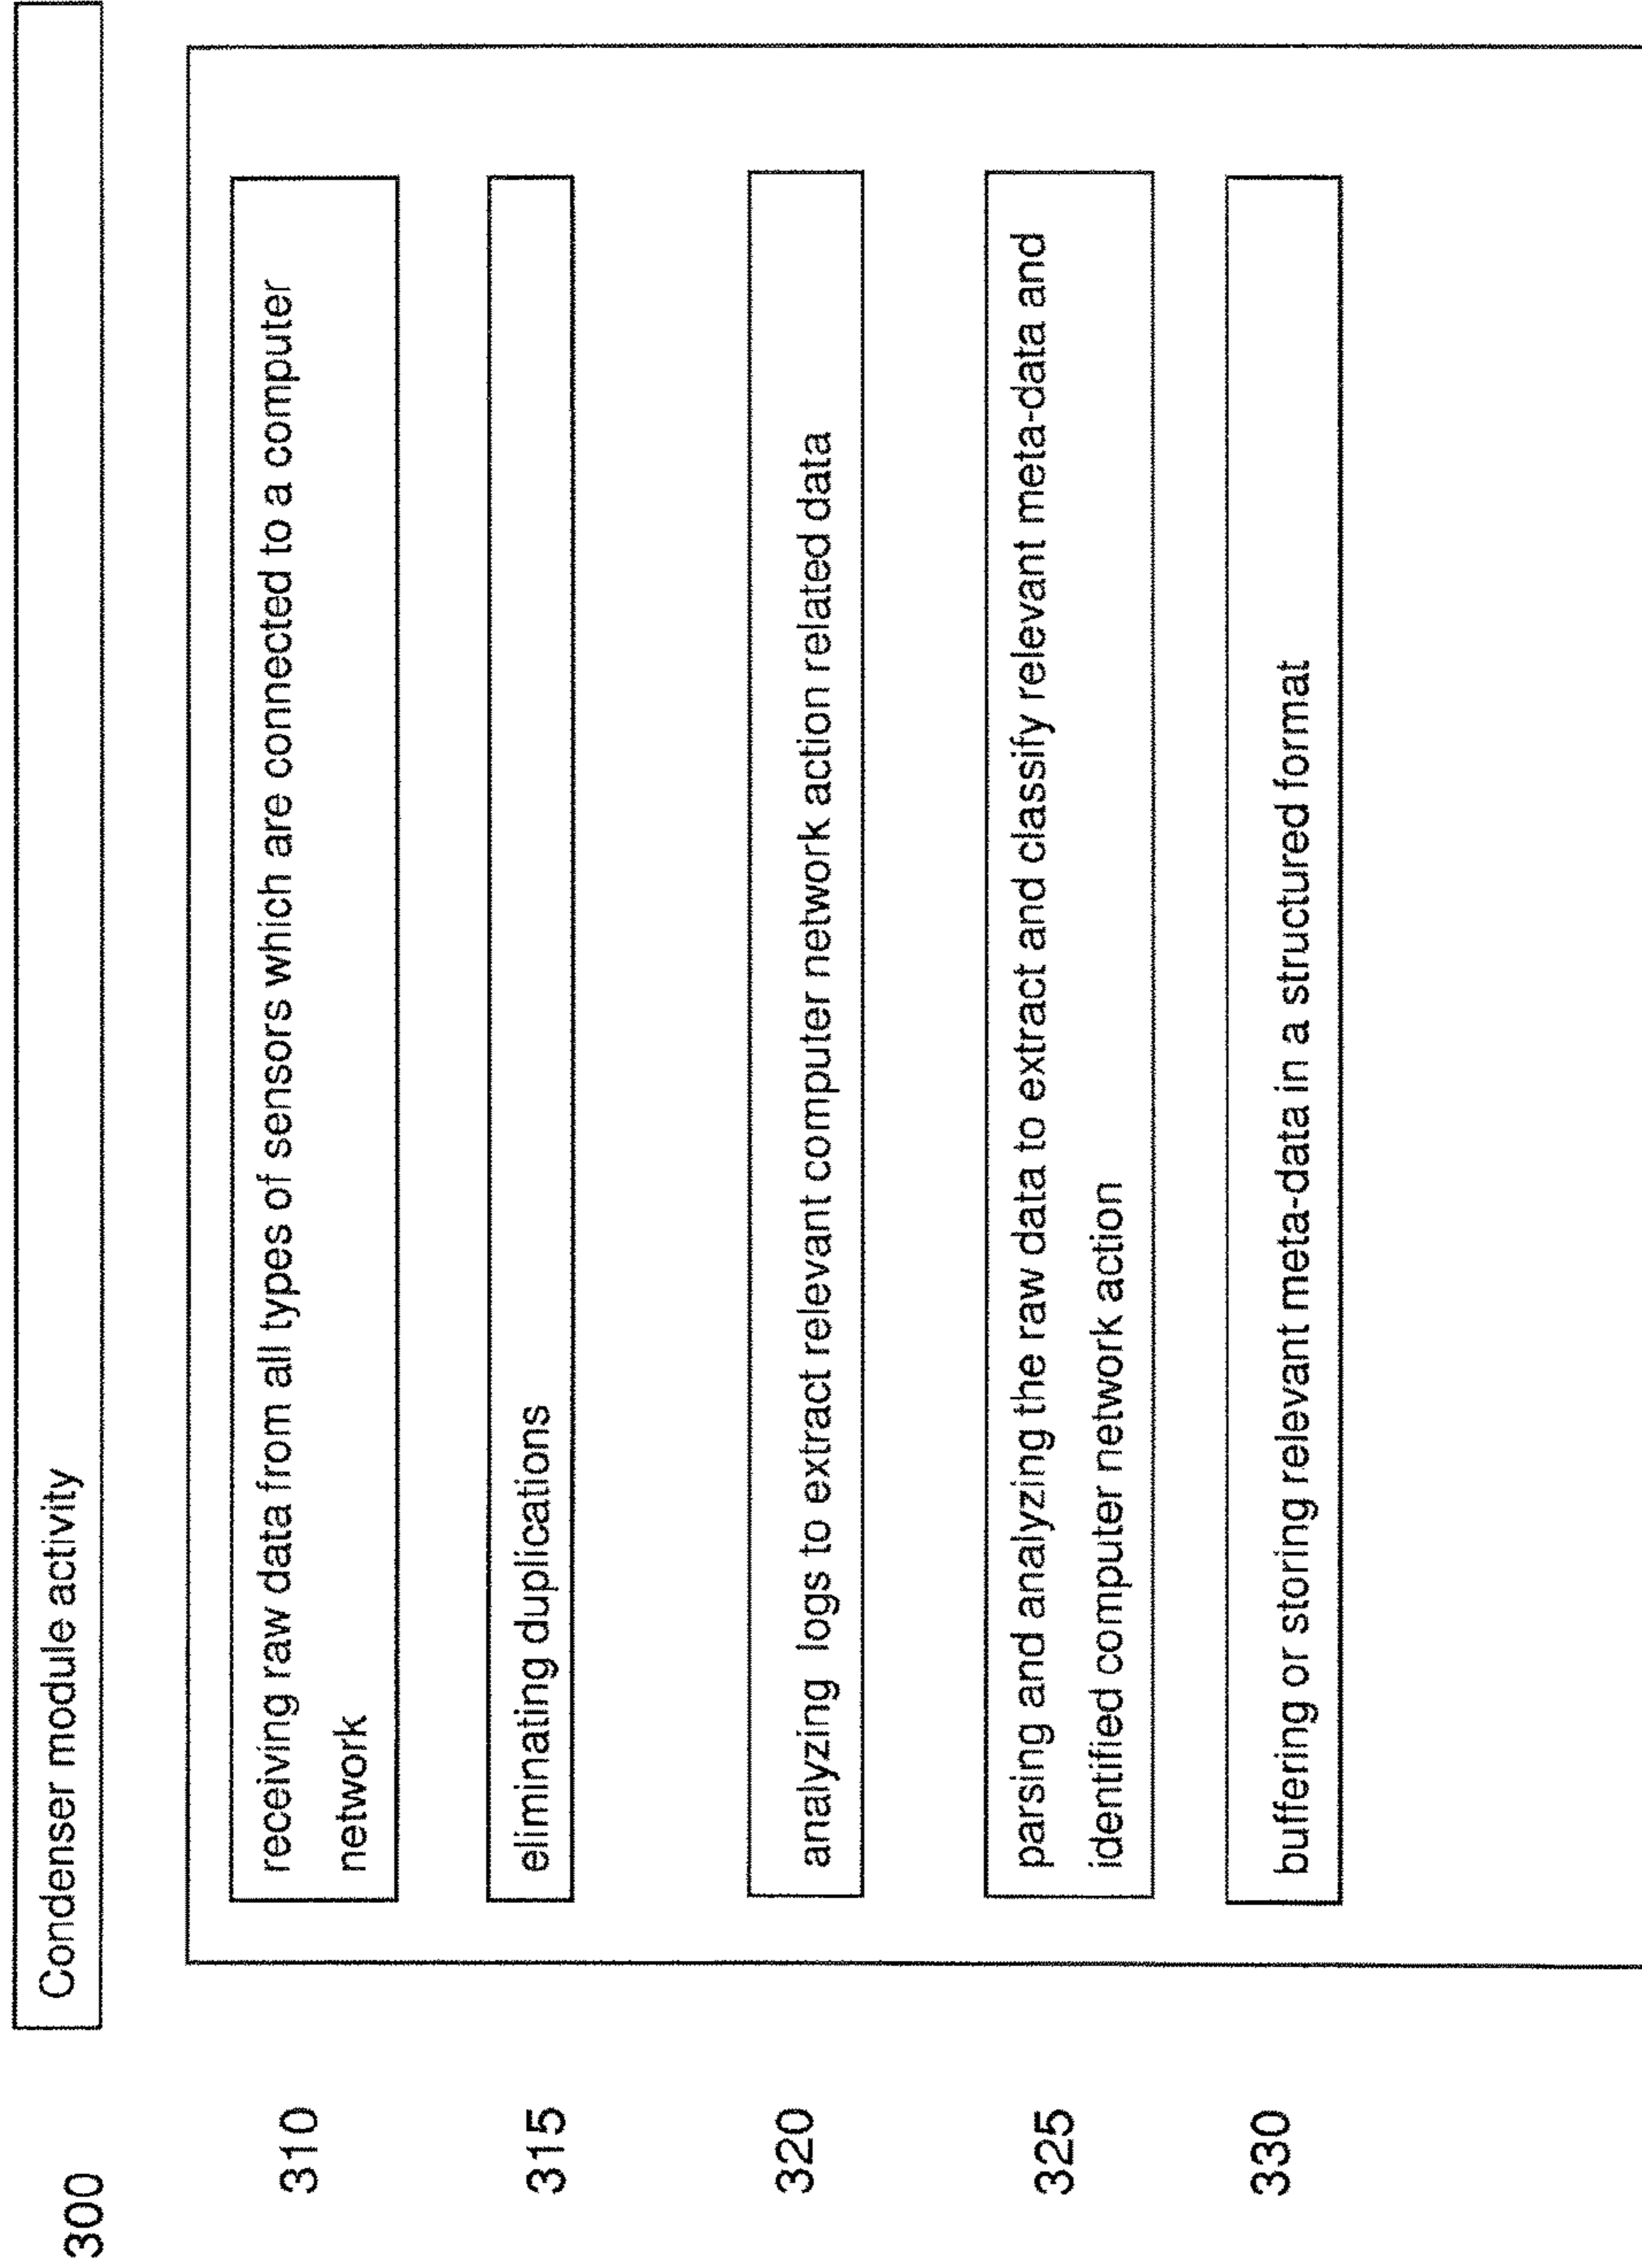 300
Condenser module activity
310
receiving raw data from all types of sensors which are connected to a computer
network
315
eliminating duplications
320
analyzing logs to extract relevant computer network action related data
325
parsing and analyzing the raw data to extract and classify relevant meta-data and
identified computer network action
330
buffering or storing relevant meta-data in a structured format